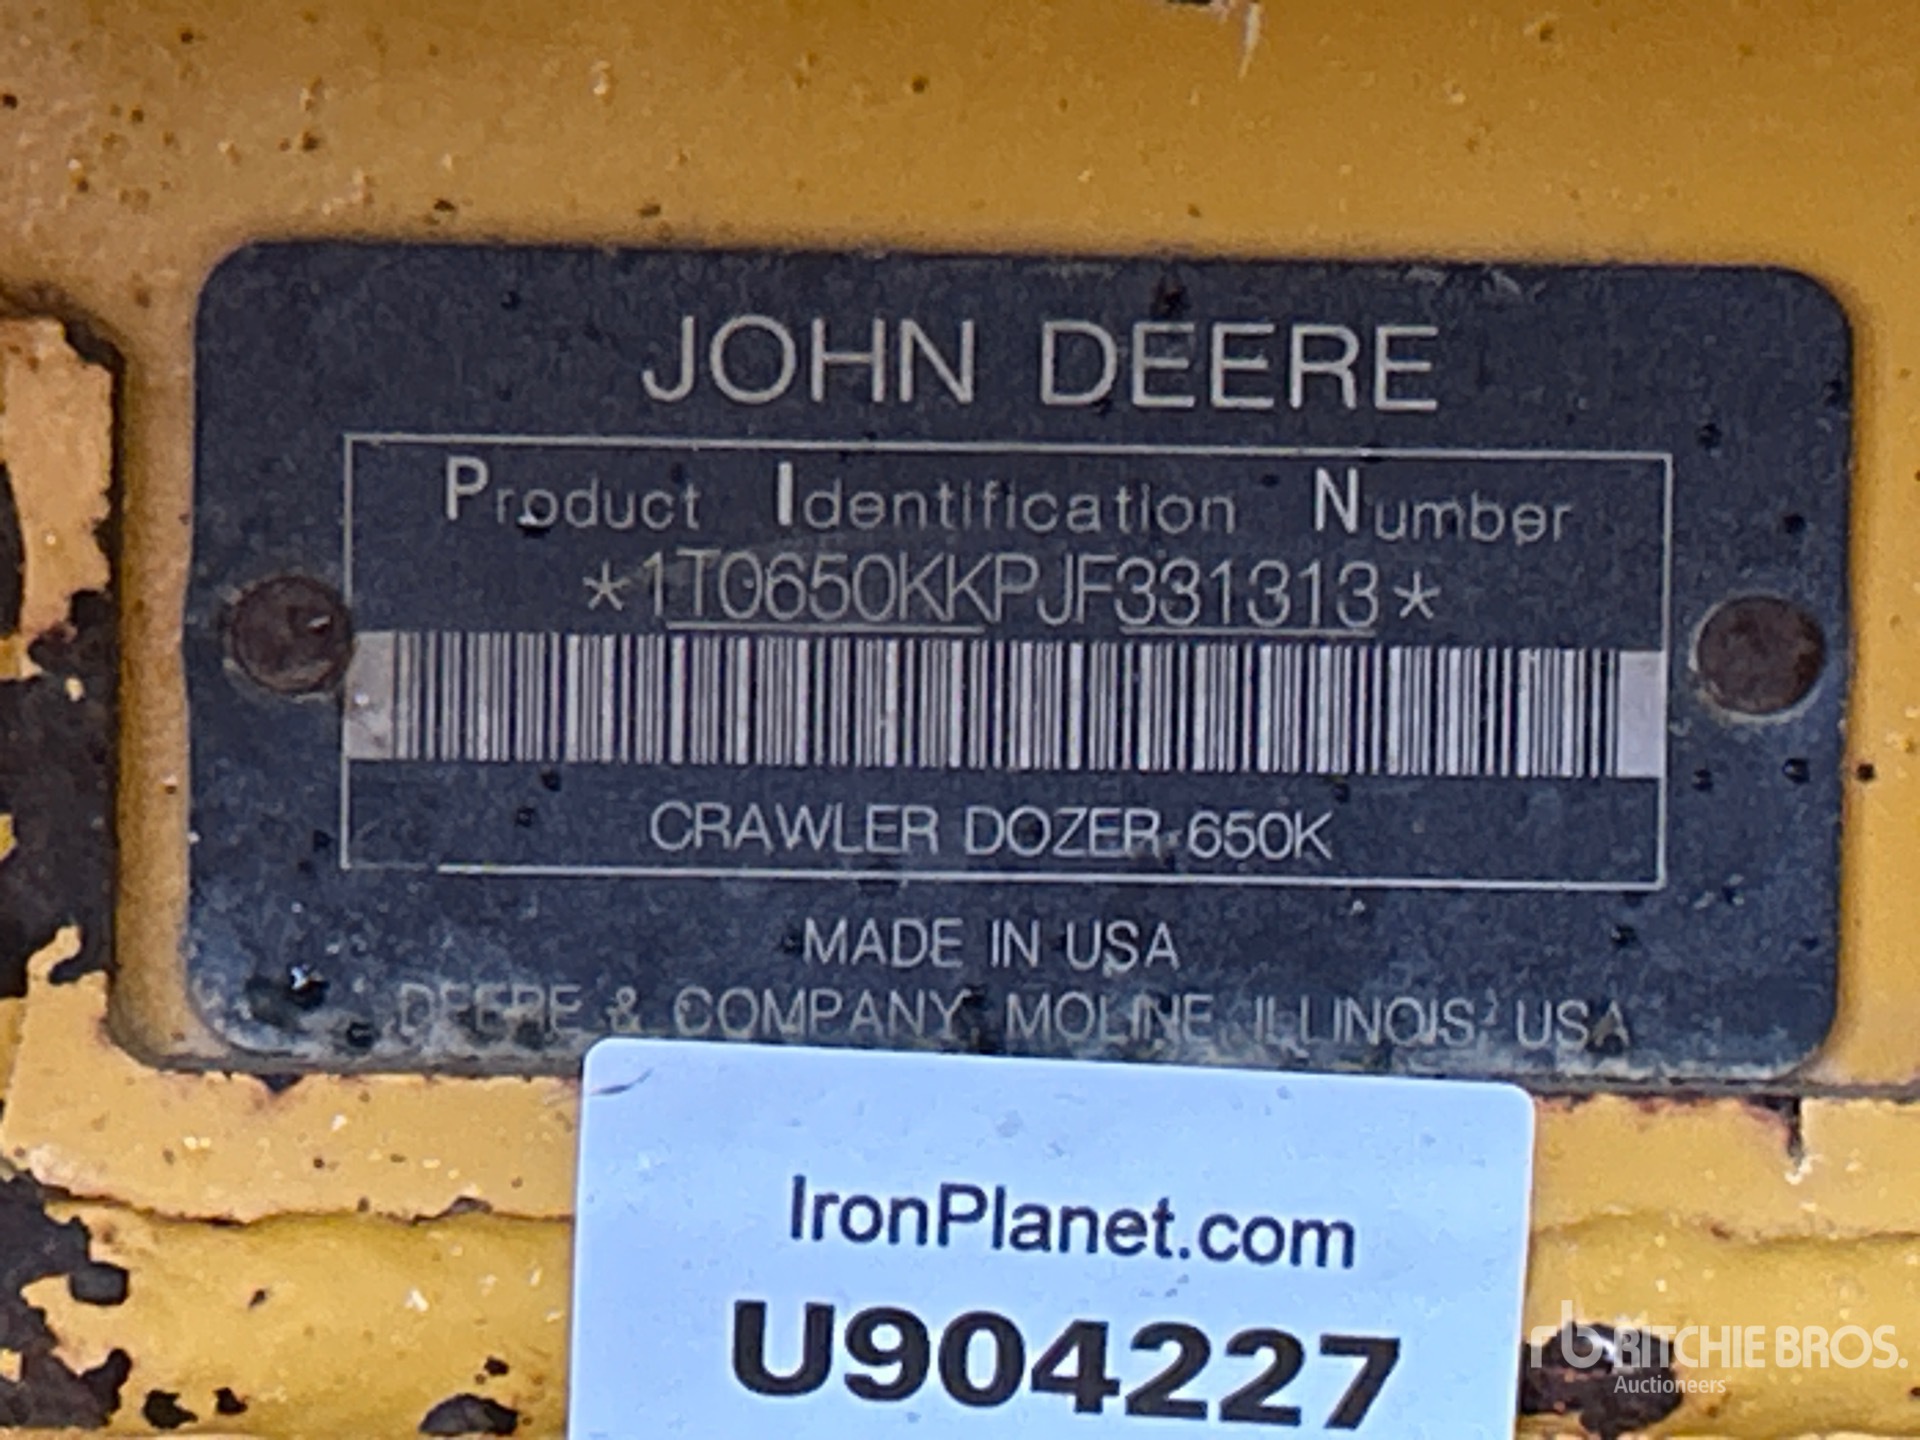 JOHN DEERE
Product Identification Number
*1T0650KKPJF331313*
CRAWLER DOZER 650K
MADE IN USA
DEERE & COMPANY MOLINE, ILLINOIS, USA
IronPlanet.com
U904227
rb RITCHIE BROS.
Auctioneers